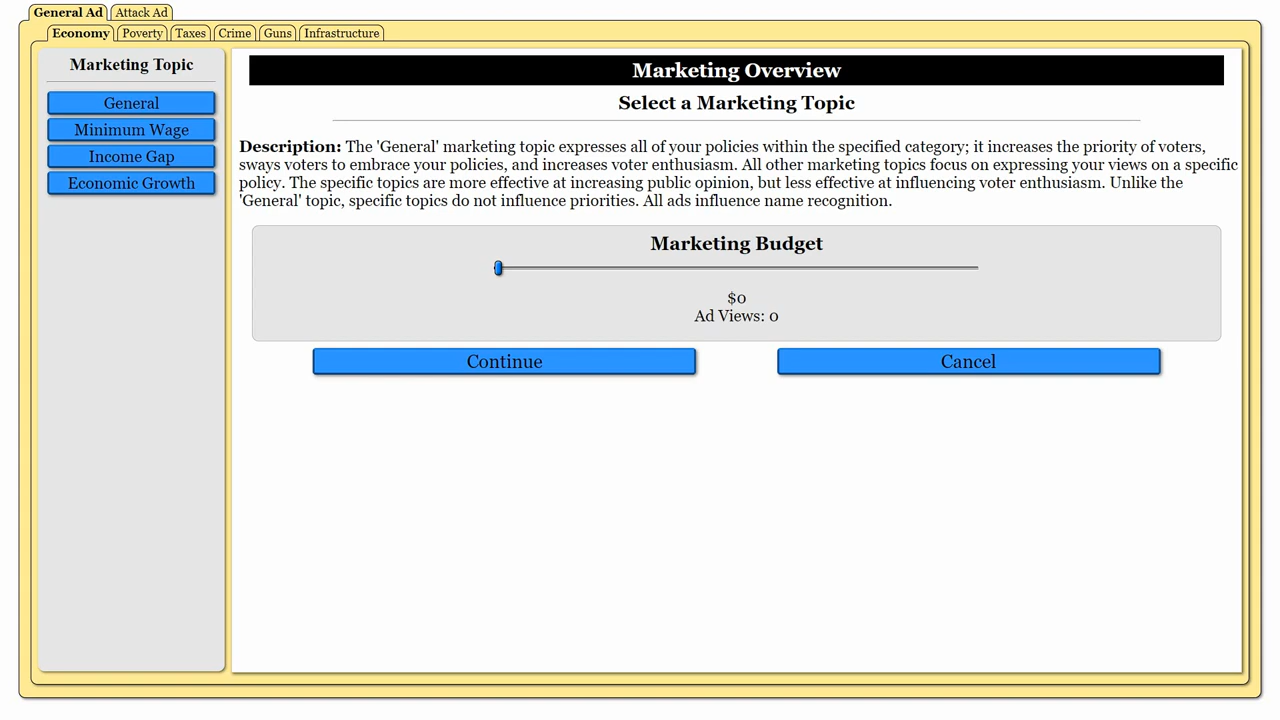 General Ad Attack Ad
Economy Poverty Taxes Crime Guns Infrastructure
Marketing Topic
General
Minimum Wage
Income Gap
Economic Growth
Marketing Overview
Select a Marketing Topic
Description: The 'General' marketing topic expresses all of your policies within the specified category; it increases the priority of voters,
sways voters to embrace your policies, and increases voter enthusiasm. All other marketing topics focus on expressing your views on a specific
policy. The specific topics are more effective at increasing public opinion, but less effective at influencing voter enthusiasm. Unlike the
'General' topic, specific topics do not influence priorities. All ads influence name recognition.
Marketing Budget
$0
Ad Views: 0
Continue Cancel